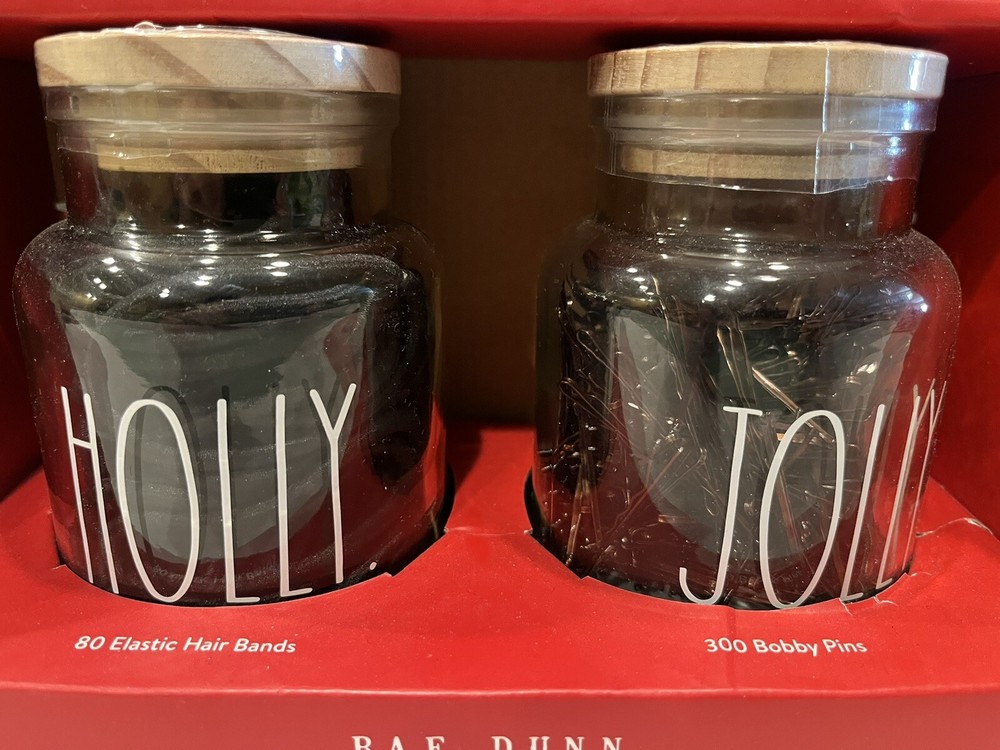 HOLLY.
JOLLY
80 Elastic Hair Bands
300 Bobby Pins
RAE DUNN